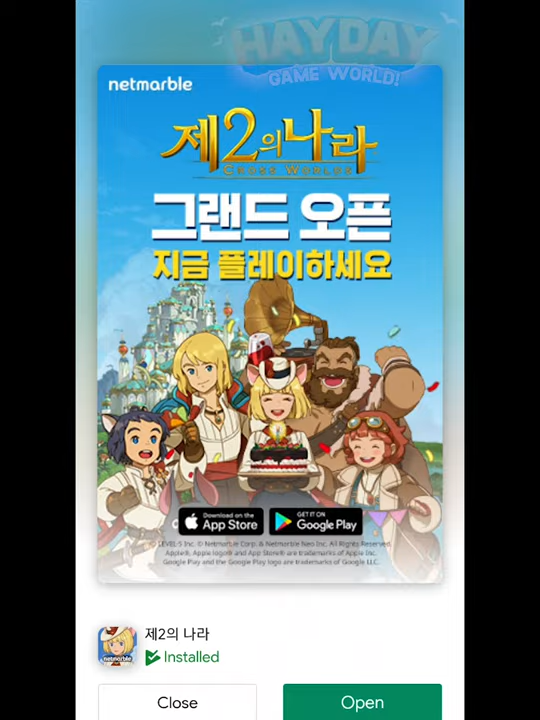 HAYDAY
GAME WORLD!
netmarble
제2의나라
CROSS WORLDS
그랜드 오픈
지금 플레이하세요
Download on the
App Store
GET IT ON
Google Play
LEVEL-5 Inc. © Netmarble Corp. & Netmarble Neo Inc. All Rights Reserved.
Apple®, Apple logo® and App Store® are trademarks of Apple Inc.
Google Play and the Google Play logo are trademarks of Google LLC.
netmarble
제2의 나라
Installed
Close
Open